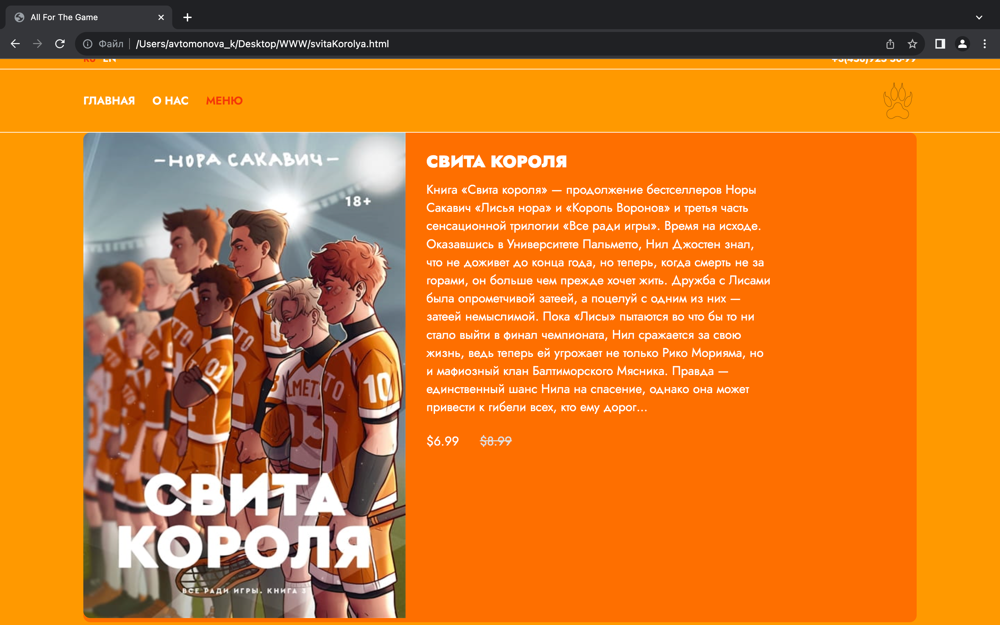 All For The Game
Файл /Users/avtomonova_k/Desktop/WWW/svitaKorolya.html
RU EN
ГЛАВНАЯ О НАС МЕНЮ
—НОРА САКАВИЧ—
18+
ТТО
ТТО
01
10
ТТО
03
СВИТА
КОРОЛЯ
ВСЕ РАДИ ИГРЫ. КНИГА 3
СВИТА КОРОЛЯ
Книга «Свита короля» — продолжение бестселлеров Норы
Сакавич «Лисья нора» и «Король Воронов» и третья часть
сенсационной трилогии «Все ради игры». Время на исходе.
Оказавшись в Университете Пальметто, Нил Джостен знал,
что не доживет до конца года, но теперь, когда смерть не за
горами, он больше чем прежде хочет жить. Дружба с Лисами
была опрометчивой затеей, а поцелуй с одним из них —
затеей немыслимой. Пока «Лисы» пытаются во что бы то ни
стало выйти в финал чемпионата, Нил сражается за свою
жизнь, ведь теперь ей угрожает не только Рико Морияма, но
и мафиозный клан Балтиморского Мясника. Правда —
единственный шанс Нила на спасение, однако она может
привести к гибели всех, кто ему дорог...
$6.99 $8.99